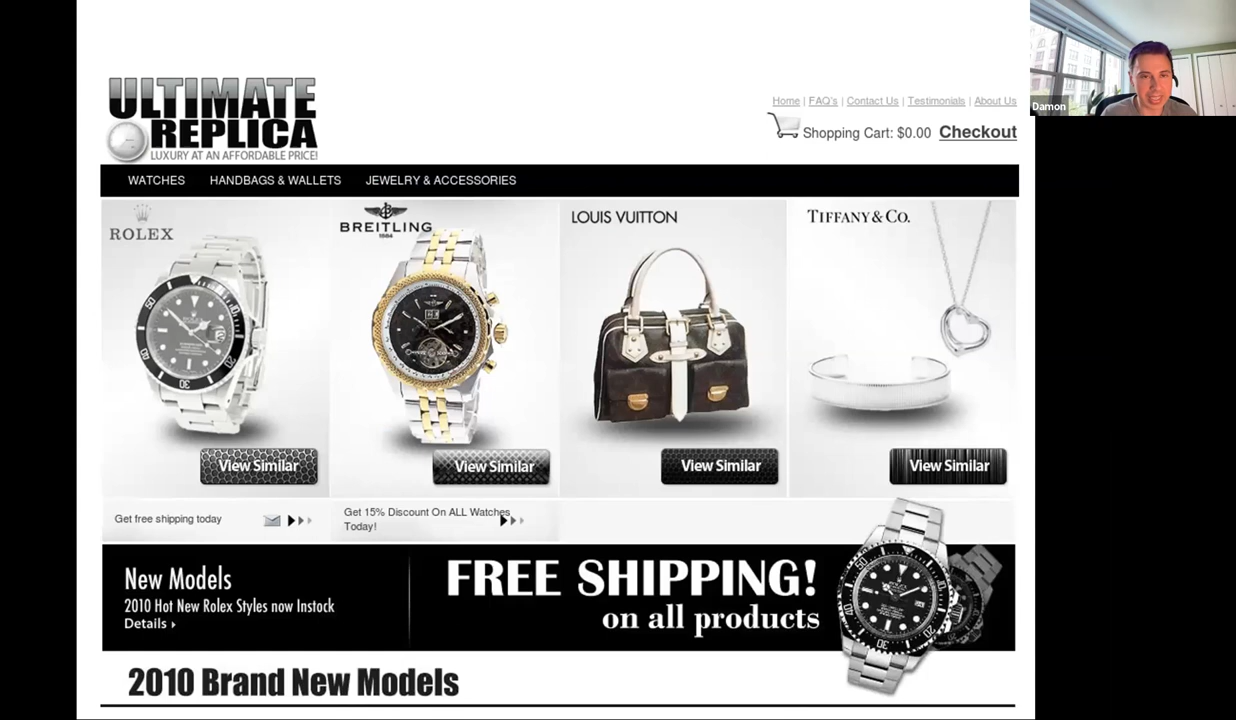 ULTIMATE
REPLICA
LUXURY AT AN AFFORDABLE PRICE!
Home | FAQ's | Contact Us | Testimonials | About Us
Shopping Cart: $0.00 Checkout
Damon
WATCHES HANDBAGS & WALLETS JEWELRY & ACCESSORIES
ROLEX
BREITLING
1884
LOUIS VUITTON
TIFFANY & CO.
View Similar
View Similar
View Similar
View Similar
Get free shipping today
Get 15% Discount On ALL Watches
Today!
New Models
2010 Hot New Rolex Styles now Instock
Details
FREE SHIPPING!
on all products
2010 Brand New Models